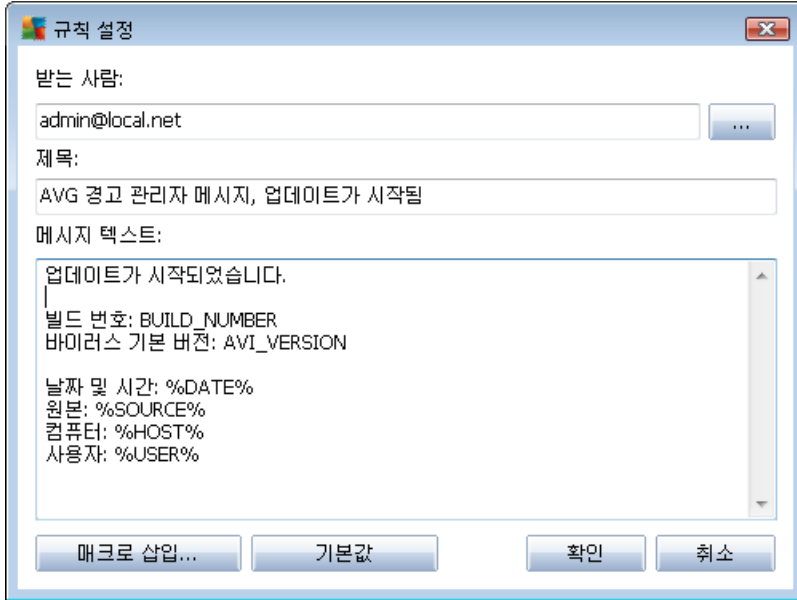 규칙 설정
받는 사람:
admin@local.net
...
제목:
AVG 경고 관리자 메시지, 업데이트가 시작됨
메시지 텍스트:
업데이트가 시작되었습니다.
빌드 번호: BUILD_NUMBER
바이러스 기본 버전: AVI_VERSION
날짜 및 시간: %DATE%
원본: %SOURCE%
컴퓨터: %HOST%
사용자: %USER%
매크로 삽입... 기본값 확인 취소